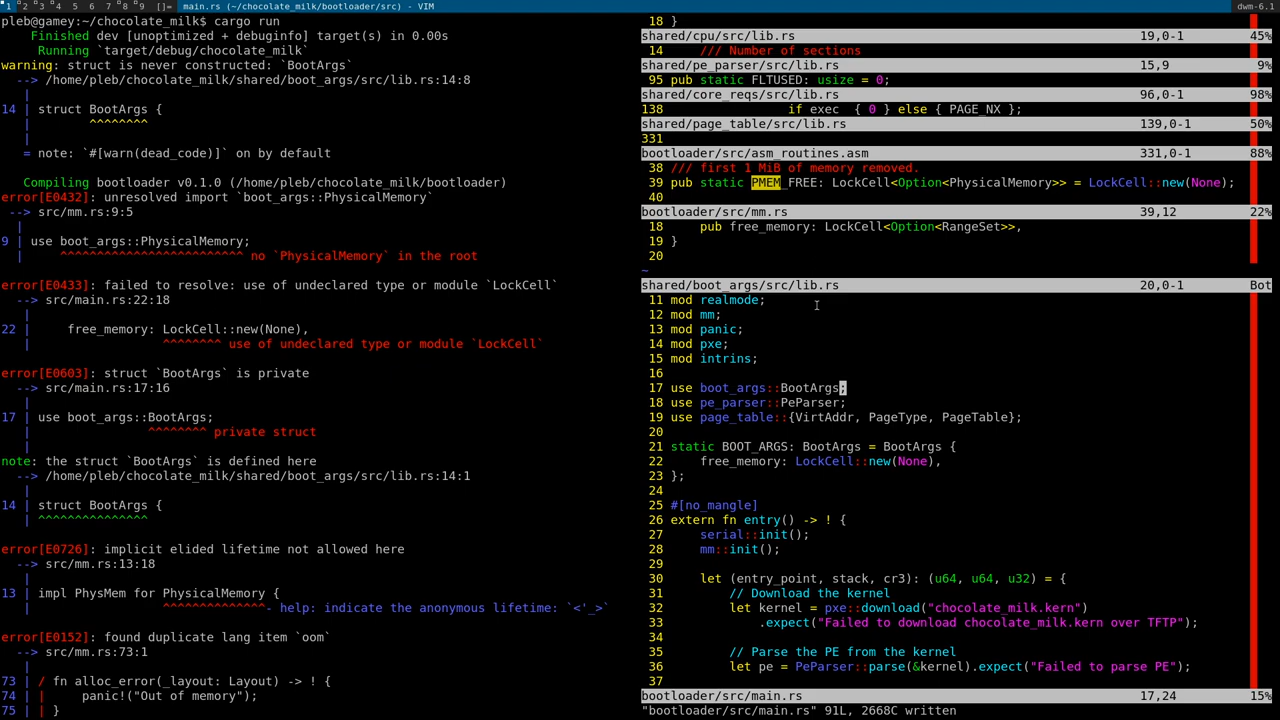 1 2 3 4 5 6 7 8 9 []= main.rs (~/chocolate_milk/bootloader/src) - VIM dwm-6.1
pleb@gamey:~/chocolate_milk$ cargo run
    Finished dev [unoptimized + debuginfo] target(s) in 0.00s
     Running `target/debug/chocolate_milk`
warning: struct is never constructed: `BootArgs`
  --> /home/pleb/chocolate_milk/shared/boot_args/src/lib.rs:14:8
   |
14 | struct BootArgs {
   |        ^^^^^^^^
   |
   = note: `#[warn(dead_code)]` on by default

   Compiling bootloader v0.1.0 (/home/pleb/chocolate_milk/bootloader)
error[E0432]: unresolved import `boot_args::PhysicalMemory`
 --> src/mm.rs:9:5
  |
9 | use boot_args::PhysicalMemory;
  |     ^^^^^^^^^^^^^^^^^^^^^^^^^ no `PhysicalMemory` in the root

error[E0433]: failed to resolve: use of undeclared type or module `LockCell`
  --> src/main.rs:22:18
   |
22 |     free_memory: LockCell::new(None),
   |                  ^^^^^^^^ use of undeclared type or module `LockCell`

error[E0603]: struct `BootArgs` is private
  --> src/main.rs:17:16
   |
17 | use boot_args::BootArgs;
   |                ^^^^^^^^ private struct
   |
note: the struct `BootArgs` is defined here
  --> /home/pleb/chocolate_milk/shared/boot_args/src/lib.rs:14:1
   |
14 | struct BootArgs {
   | ^^^^^^^^^^^^^^^

error[E0726]: implicit elided lifetime not allowed here
  --> src/mm.rs:13:18
   |
13 | impl PhysMem for PhysicalMemory {
   |                  ^^^^^^^^^^^^^^- help: indicate the anonymous lifetime: `<'_>`

error[E0152]: found duplicate lang item `oom`
  --> src/mm.rs:73:1
   |
73 | / fn alloc_error(_layout: Layout) -> ! {
74 | |     panic!("Out of memory");
75 | | }
18 }
shared/cpu/src/lib.rs 19,0-1 45%
14     /// Number of sections
shared/pe_parser/src/lib.rs 15,9 9%
95 pub static FLTUSED: usize = 0;
shared/core_reqs/src/lib.rs 96,0-1 98%
138                 if exec  { 0 } else { PAGE_NX };
shared/page_table/src/lib.rs 139,0-1 50%
331
bootloader/src/asm_routines.asm 331,0-1 88%
38 /// first 1 MiB of memory removed.
39 pub static PMEM_FREE: LockCell<Option<PhysicalMemory>> = LockCell::new(None);
40
bootloader/src/mm.rs 39,12 22%
18     pub free_memory: LockCell<Option<RangeSet>>,
19 }
20
~
shared/boot_args/src/lib.rs 20,0-1 Bot
11 mod realmode;
12 mod mm;
13 mod panic;
14 mod pxe;
15 mod intrins;
16
17 use boot_args::BootArgs;
18 use pe_parser::PeParser;
19 use page_table::{VirtAddr, PageType, PageTable};
20
21 static BOOT_ARGS: BootArgs = BootArgs {
22     free_memory: LockCell::new(None),
23 };
24
25 #[no_mangle]
26 extern fn entry() -> ! {
27     serial::init();
28     mm::init();
29
30     let (entry_point, stack, cr3): (u64, u64, u32) = {
31         // Download the kernel
32         let kernel = pxe::download("chocolate_milk.kern")
33             .expect("Failed to download chocolate_milk.kern over TFTP");
34
35         // Parse the PE from the kernel
36         let pe = PeParser::parse(&kernel).expect("Failed to parse PE");
37
bootloader/src/main.rs 17,24 15%
"bootloader/src/main.rs" 91L, 2668C written